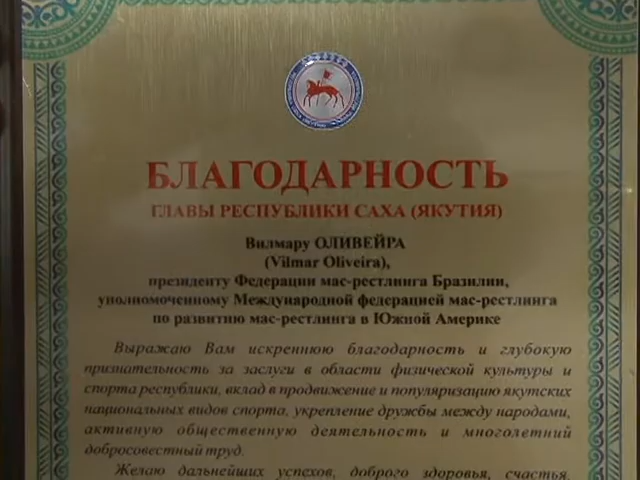 БЛАГОДАРНОСТЬ
ГЛАВЫ РЕСПУБЛИКИ САХА (ЯКУТИЯ)
Вилмару ОЛИВЕЙРА
(Vilmar Oliveira),
президенту Федерации мас-рестлинга Бразилии,
уполномоченному Международной федерацией мас-рестлинга
по развитию мас-рестлинга в Южной Америке
Выражаю Вам искреннюю благодарность и глубокую
признательность за заслуги в области физической культуры и
спорта республики, вклад в продвижение и популяризацию якутских
национальных видов спорта, укрепление дружбы между народами,
активную общественную деятельность и многолетний
добросовестный труд.
Желаю дальнейших успехов, доброго здоровья, счастья,